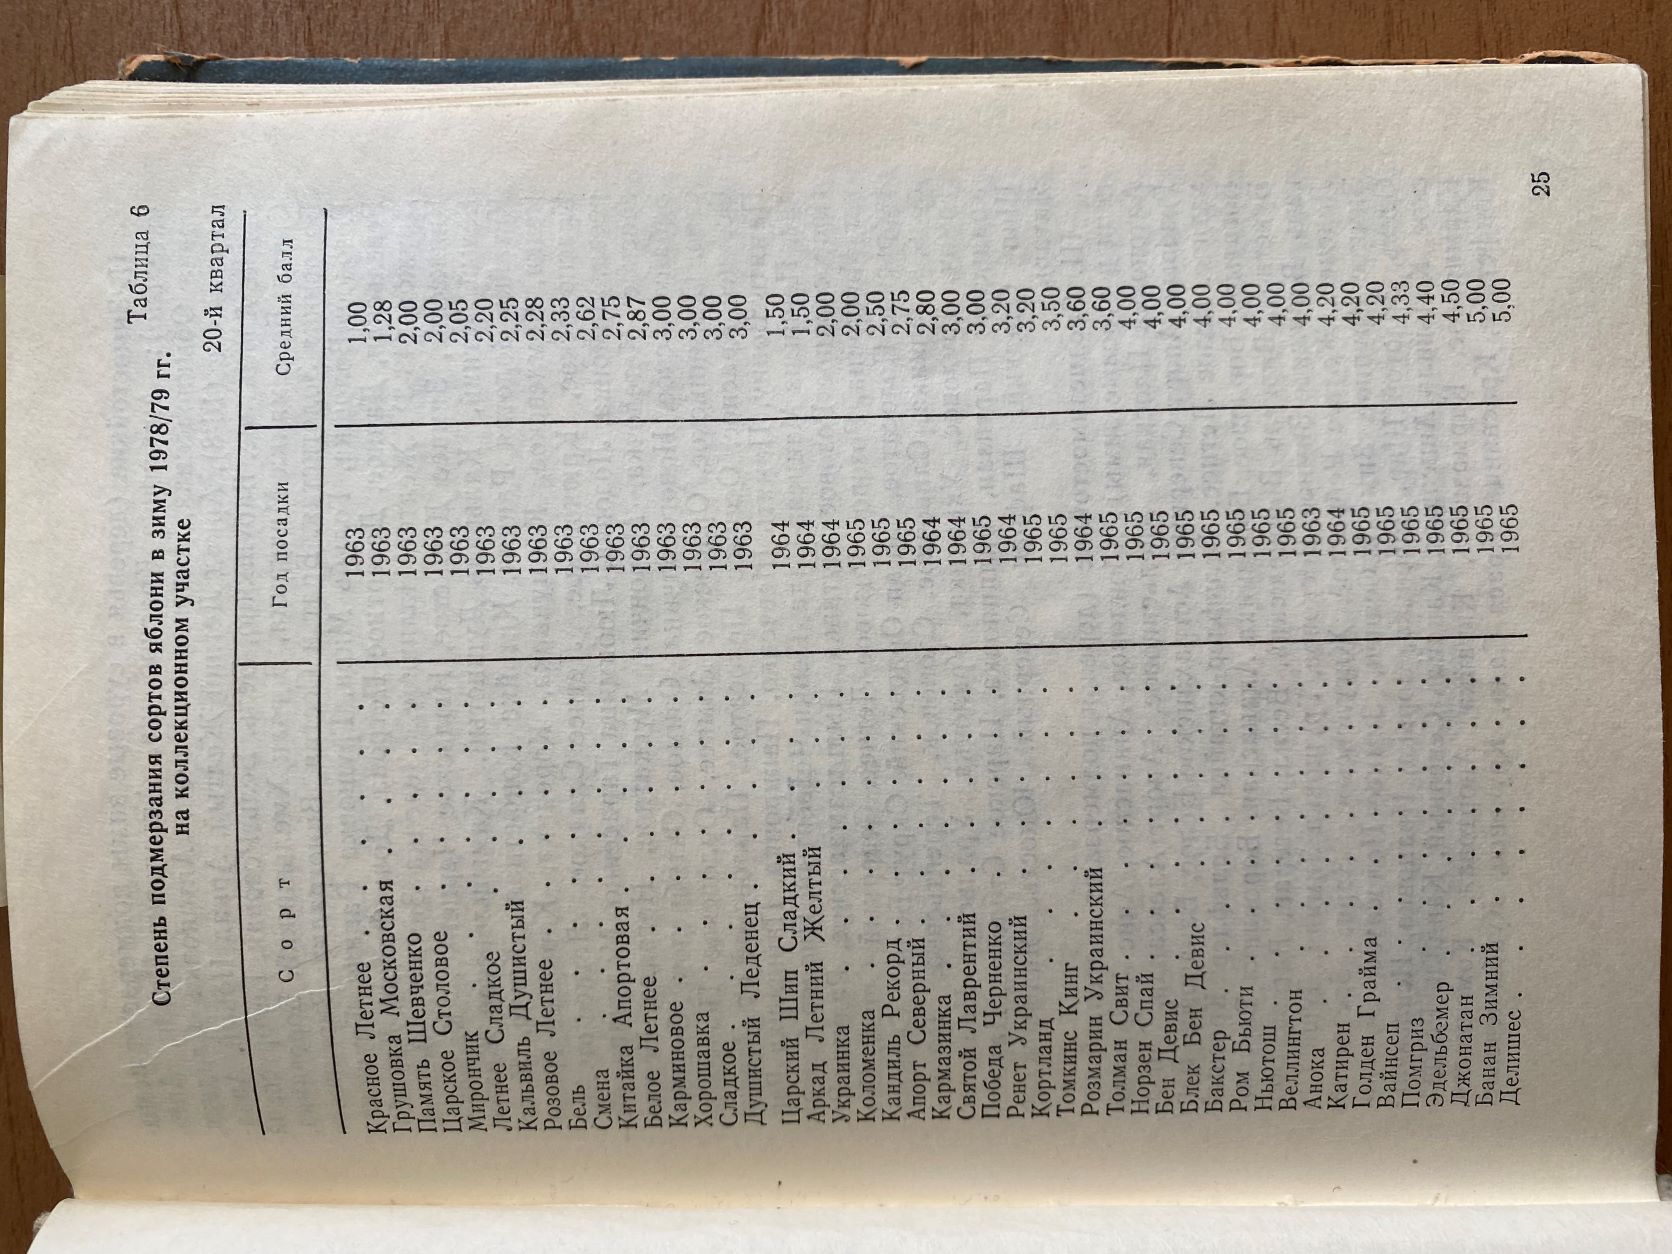 Таблица 6
Степень подмерзания сортов яблони в зиму 1978/79 гг.
на коллекционном участке
20-й квартал
Сорт Год посадки Средний балл
Красное Летнее . . . . . 1963 1,00
Грушовка Московская . . . . . 1963 1,28
Память Шевченко . . . . . 1963 2,00
Царское Столовое . . . . . 1963 2,00
Мирончик . . . . . . . 1963 2,05
Летнее Сладкое . . . . . 1963 2,20
Кальвиль Душистый . . . . 1963 2,25
Розовое Летнее . . . . . . 1963 2,28
Бель . . . . . . . . 1963 2,33
Смена . . . . . . . . 1963 2,62
Китайка Апортовая . . . . . 1963 2,75
Белое Летнее . . . . . 1963 2,87
Карминовое . . . . . . . 1963 3,00
Хорошавка . . . . . . . 1963 3,00
Сладкое . . . . . . . 1963 3,00
Душистый Леденец . . . . . 1963 3,00
Царский Шип Сладкий . . . . 1964 1,50
Аркад Летний Желтый . . . 1964 1,50
Украинка . . . . . . . 1964 2,00
Коломенка . . . . . . . 1965 2,00
Кандиль Рекорд . . . . . . 1965 2,50
Апорт Северный . . . . . . 1965 2,75
Кармазинка . . . . . . . 1964 2,80
Святой Лаврентий . . . . . 1964 3,00
Победа Черненко . . . . . 1965 3,00
Ренет Украинский . . . . . 1964 3,20
Кортланд . . . . . . . 1965 3,20
Томкинс Кинг . . . . . . 1965 3,50
Розмарин Украинский . . . . 1964 3,60
Толман Свит . . . . . . . 1965 3,60
Норзен Спай . . . . . . . 1965 4,00
Бен Девис . . . . . . 1965 4,00
Блек Бен Девис . . . . . 1965 4,00
Бакстер . . . . . . . 1965 4,00
Ром Бьюти . . . . . . . 1965 4,00
Ньютош . . . . . . . . 1965 4,00
Веллингтон . . . . . . . 1965 4,00
Анока . . . . . . . . 1963 4,00
Катирен . . . . . . . . 1964 4,20
Голден Грайма . . . . . . 1965 4,20
Вайнсеп . . . . . . . 1965 4,20
Помгриз . . . . . . . 1965 4,33
Эдельбемер . . . . . . . 1965 4,40
Джонатан . . . . . . . 1965 4,50
Банан Зимний . . . . . . 1965 5,00
Делишес . . . . . . . . 1965 5,00
25